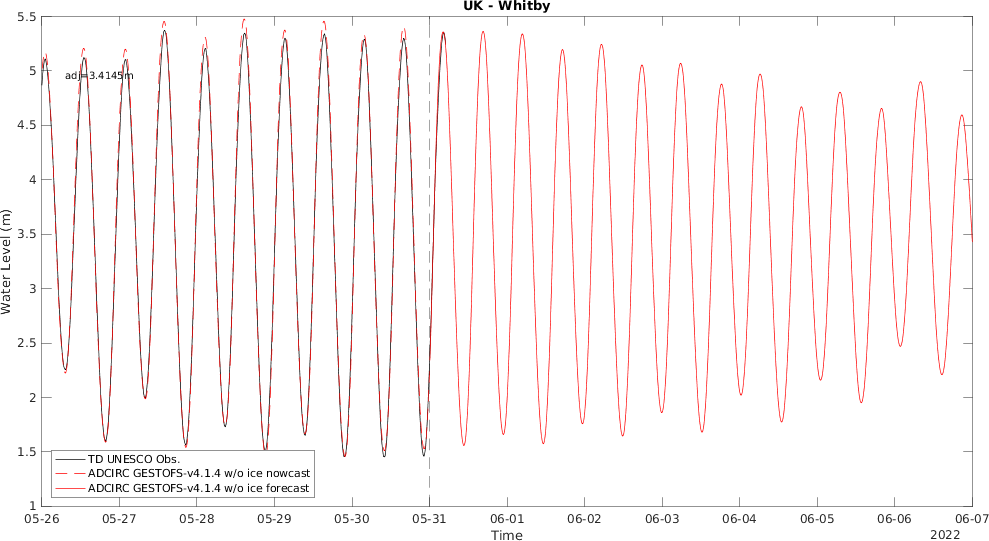 UK - Whitby
5.5
5
4.5
4
3.5
3
2.5
2
1.5
1
Water Level (m)
adj=3.4145m
TD UNESCO Obs.
ADCIRC GESTOFS-v4.1.4 w/o ice nowcast
ADCIRC GESTOFS-v4.1.4 w/o ice forecast
05-26 05-27 05-28 05-29 05-30 05-31 06-01 06-02 06-03 06-04 06-05 06-06 06-07
Time
2022